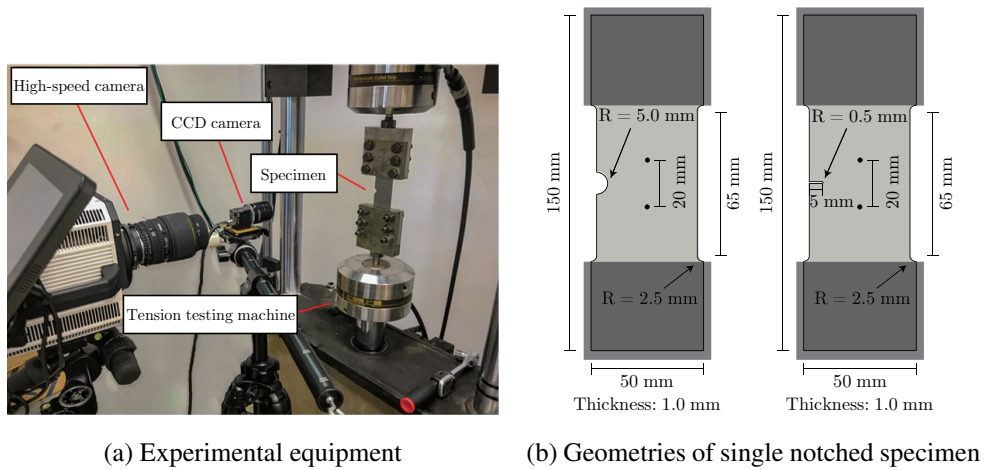 High-speed camera
CCD camera
Specimen
Tension testing machine
(a) Experimental equipment
150 mm
R = 5.0 mm
20 mm
65 mm
R = 2.5 mm
50 mm
Thickness: 1.0 mm
150 mm
R = 0.5 mm
5 mm
20 mm
65 mm
R = 2.5 mm
50 mm
Thickness: 1.0 mm
(b) Geometries of single notched specimen